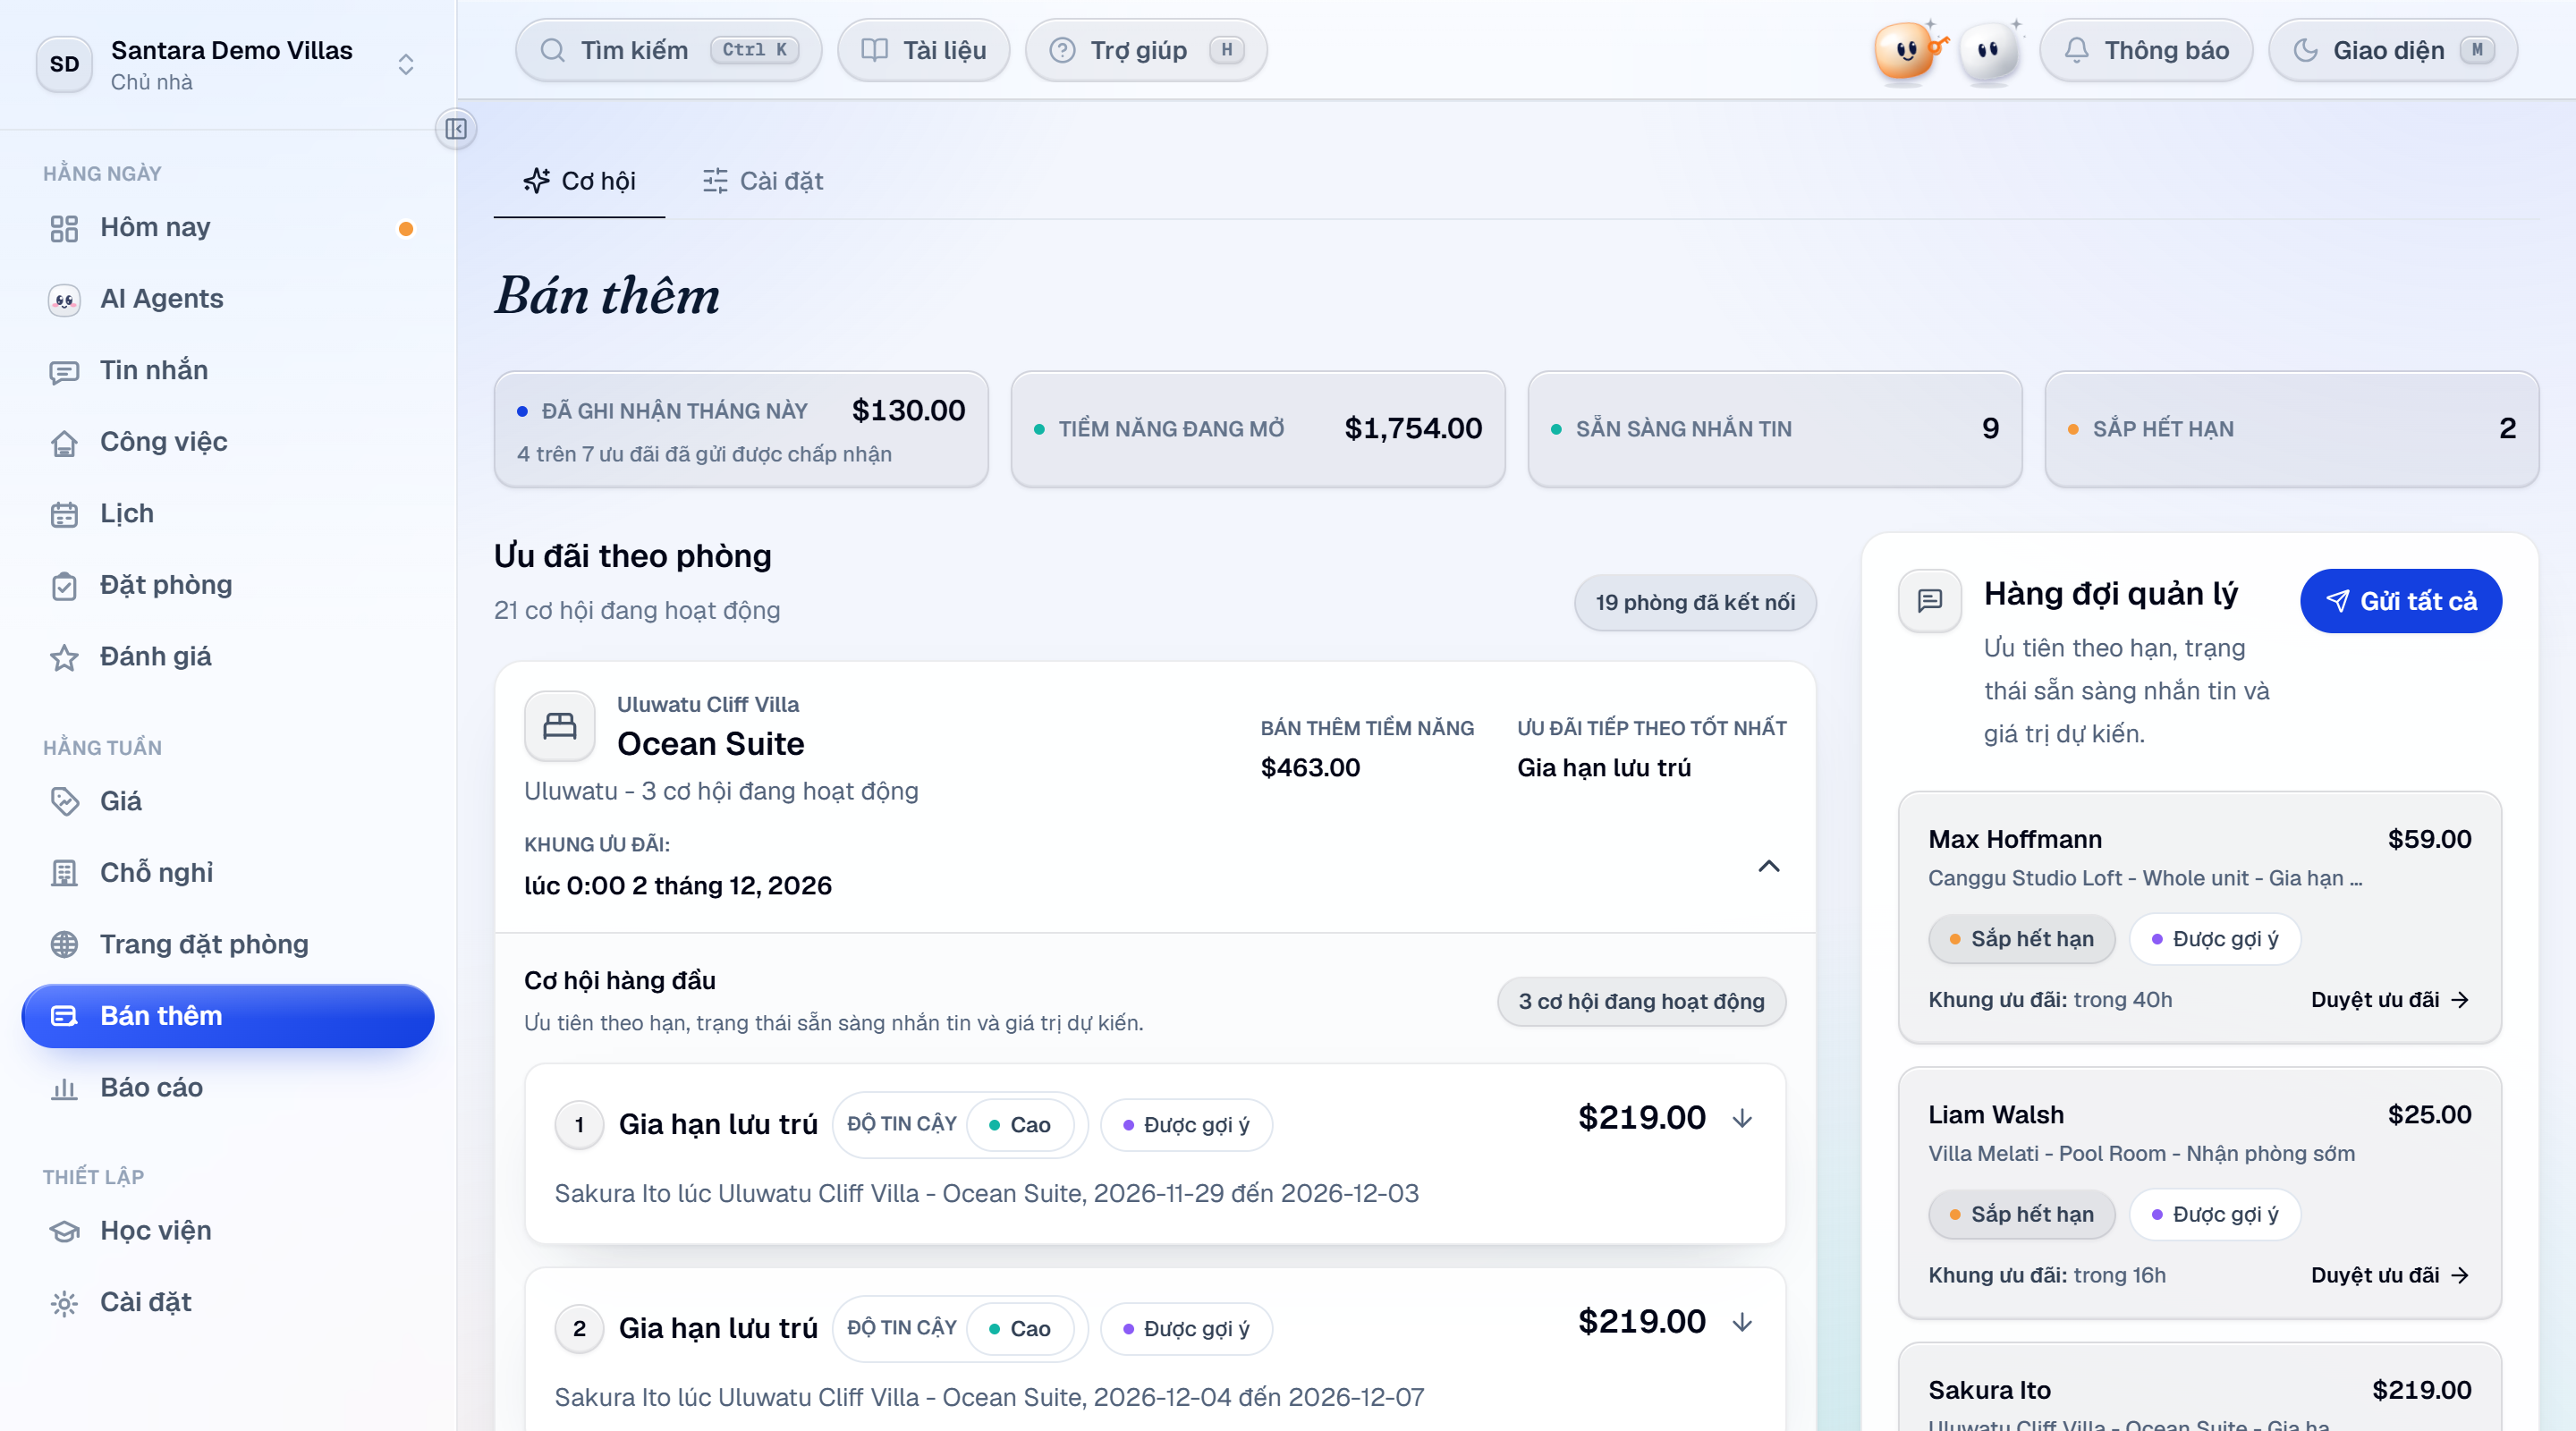 SD
Santara Demo Villas
Chủ nhà
Tìm kiếm Ctrl K
Tài liệu
Trợ giúp H
Thông báo
Giao diện M
HẰNG NGÀY
Hôm nay
AI Agents
Tin nhắn
Công việc
Lịch
Đặt phòng
Đánh giá
HẰNG TUẦN
Giá
Chỗ nghỉ
Trang đặt phòng
Bán thêm
Báo cáo
THIẾT LẬP
Học viện
Cài đặt
Cơ hội
Cài đặt
Bán thêm
ĐÃ GHI NHẬN THÁNG NÀY $130.00
4 trên 7 ưu đãi đã gửi được chấp nhận
TIỀM NĂNG ĐANG MỞ $1,754.00
SẴN SÀNG NHẮN TIN 9
SẮP HẾT HẠN 2
Ưu đãi theo phòng
21 cơ hội đang hoạt động
19 phòng đã kết nối
Uluwatu Cliff Villa
Ocean Suite
Uluwatu - 3 cơ hội đang hoạt động
BÁN THÊM TIỀM NĂNG
$463.00
ƯU ĐÃI TIẾP THEO TỐT NHẤT
Gia hạn lưu trú
KHUNG ƯU ĐÃI:
lúc 0:00 2 tháng 12, 2026
Cơ hội hàng đầu
Ưu tiên theo hạn, trạng thái sẵn sàng nhắn tin và giá trị dự kiến.
3 cơ hội đang hoạt động
1 Gia hạn lưu trú ĐỘ TIN CẬY Cao Được gợi ý $219.00
Sakura Ito lúc Uluwatu Cliff Villa - Ocean Suite, 2026-11-29 đến 2026-12-03
2 Gia hạn lưu trú ĐỘ TIN CẬY Cao Được gợi ý $219.00
Sakura Ito lúc Uluwatu Cliff Villa - Ocean Suite, 2026-12-04 đến 2026-12-07
Hàng đợi quản lý
Gửi tất cả
Ưu tiên theo hạn, trạng
thái sẵn sàng nhắn tin và
giá trị dự kiến.
Max Hoffmann $59.00
Canggu Studio Loft - Whole unit - Gia hạn ...
Sắp hết hạn Được gợi ý
Khung ưu đãi: trong 40h Duyệt ưu đãi
Liam Walsh $25.00
Villa Melati - Pool Room - Nhận phòng sớm
Sắp hết hạn Được gợi ý
Khung ưu đãi: trong 16h Duyệt ưu đãi
Sakura Ito $219.00
Uluwatu Cliff Villa - Ocean Suite - Gia ha...